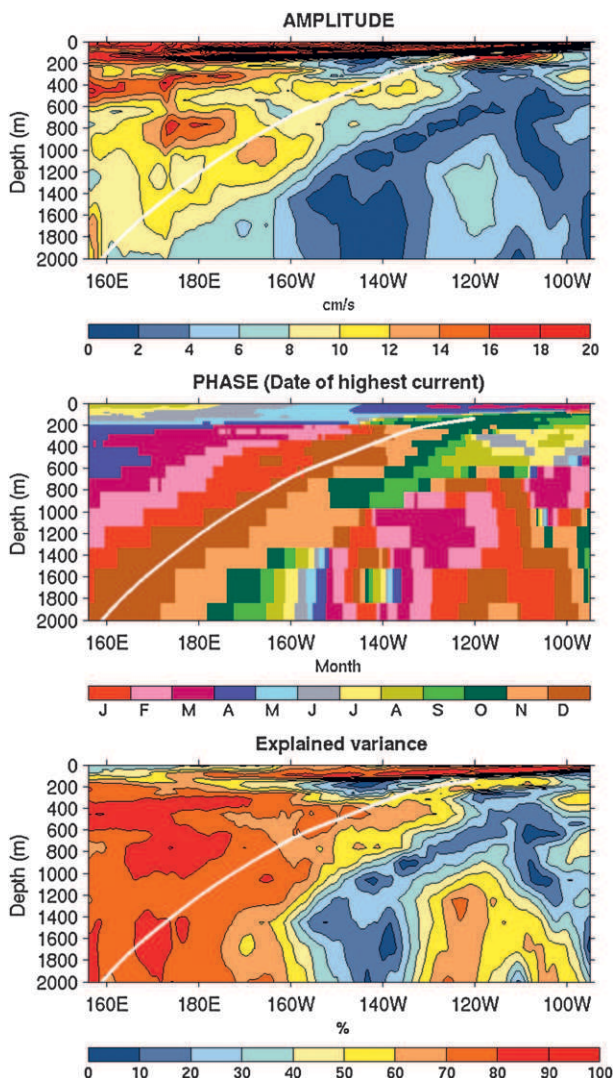 AMPLITUDE
0
200
400
600
800
1000
1200
1400
1600
1800
2000
Depth (m)
160E 180E 160W 140W 120W 100W
cm/s
0 2 4 6 8 10 12 14 16 18 20
PHASE (Date of highest current)
0
200
400
600
800
1000
1200
1400
1600
1800
2000
Depth (m)
160E 180E 160W 140W 120W 100W
Month
J F M A M J J A S O N D
Explained variance
0
200
400
600
800
1000
1200
1400
1600
1800
2000
Depth (m)
160E 180E 160W 140W 120W 100W
%
0 10 20 30 40 50 60 70 80 90 100